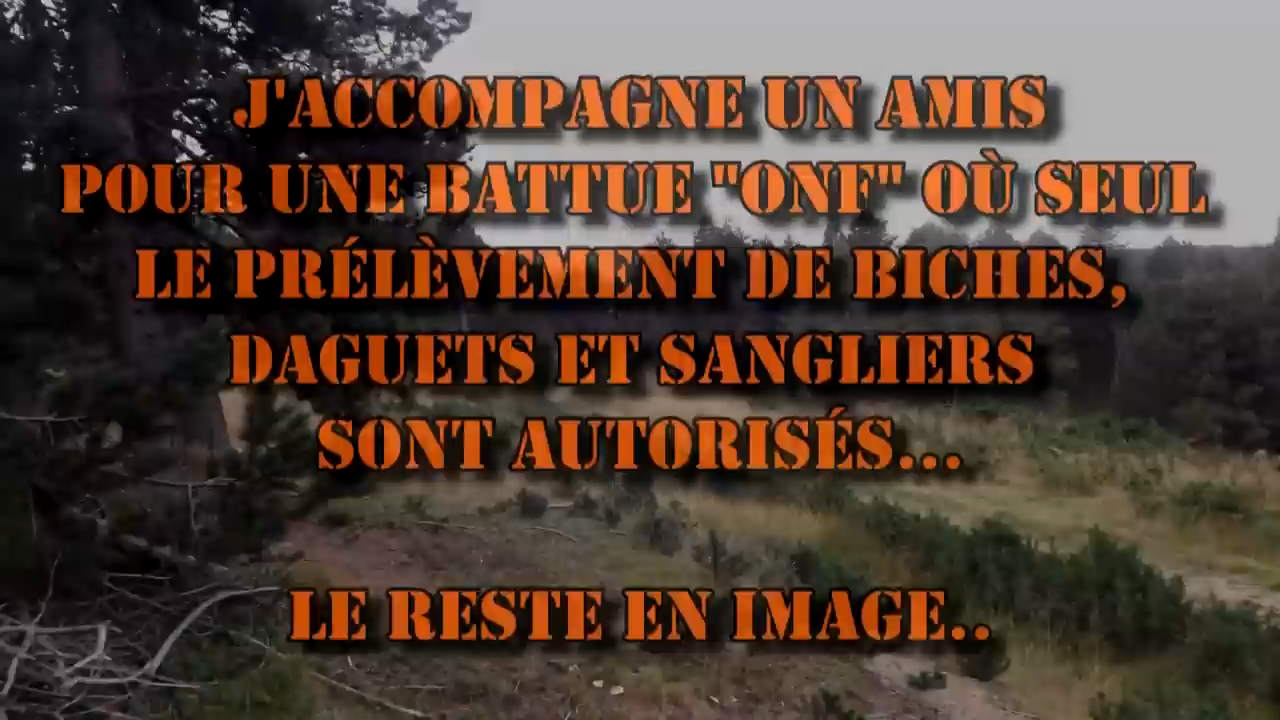 J'ACCOMPAGNE UN AMIS
POUR UNE BATTUE "ONF" OÙ SEUL
LE PRÉLÈVEMENT DE BICHES,
DAGUETS ET SANGLIERS
SONT AUTORISÉS...
LE RESTE EN IMAGE..